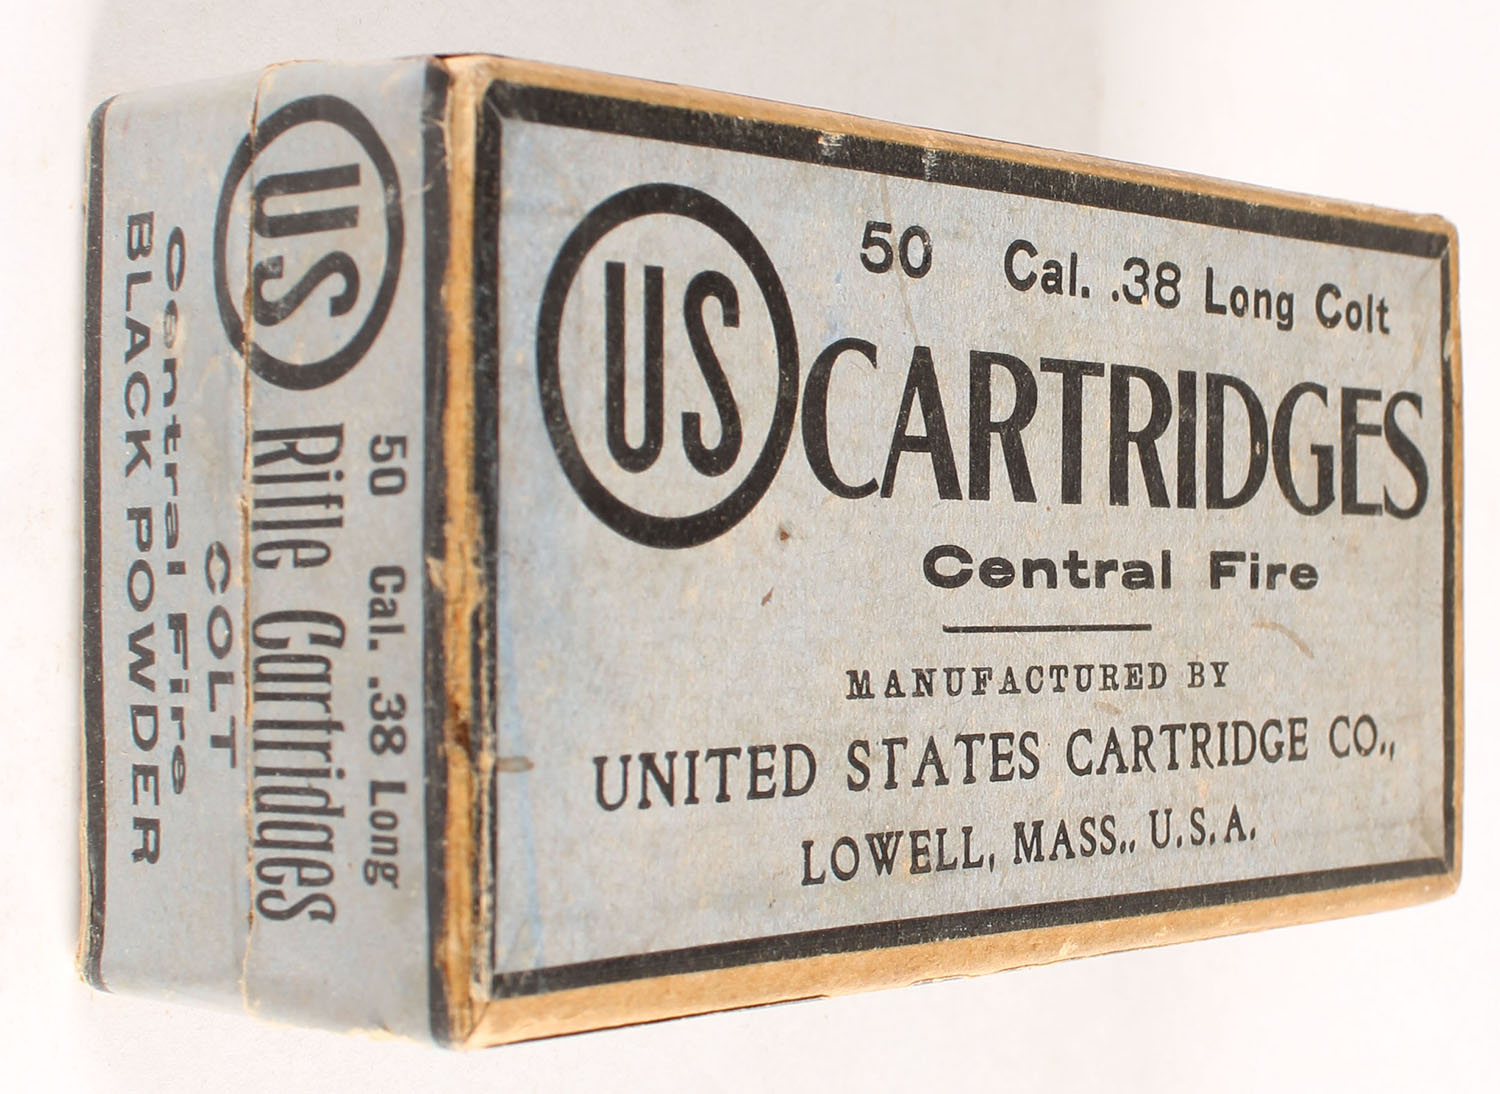 US
50 Cal. .38 Long Colt
CARTRIDGES
Central Fire
MANUFACTURED BY
UNITED STATES CARTRIDGE CO.,
LOWELL, MASS., U.S.A.
50 Cal. .38 Long
US Rifle Cartridges
COLT
Central Fire
BLACK POWDER